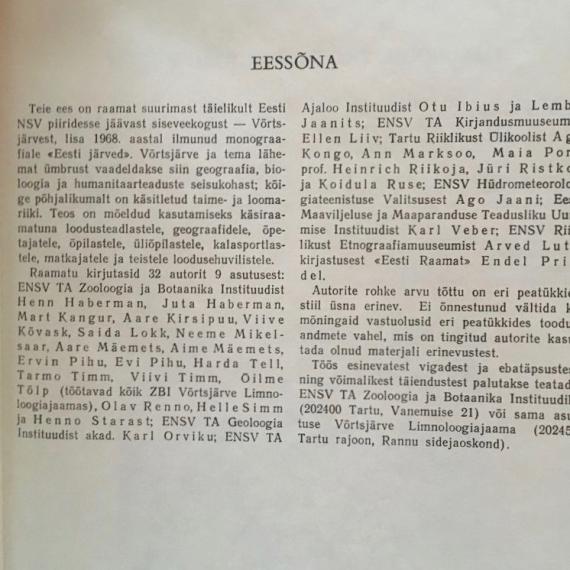 EESSÕNA
Teie ees on raamat suurimast täielikult Eesti
NSV piiridesse jäävast siseveekogust — Võrts-
järvest, lisa 1968. aastal ilmunud monograa-
fiale «Eesti järved». Võrtsjärve ja tema lähe-
mat ümbrust vaadeldakse siin geograafia, bio-
loogia ja humanitaarteaduste seisukohast; kõi-
ge põhjalikumalt on käsitletud taime- ja looma-
riiki. Teos on mõeldud kasutamiseks käsiraa-
matuna loodusteadlastele, geograafidele, õpe-
tajatele, õpilastele, üliõpilastele, kalasportlas-
tele, matkajatele ja teistele loodusehuvilistele.
Raamatu kirjutasid 32 autorit 9 asutusest:
ENSV TA Zooloogia ja Botaanika Instituudist
Henn Haberman, Juta Haberman,
Mart Kangur, Aare Kirsipuu, Viive
Kõvask, Saida Lokk, Neeme Mikel-
saar, Aare Mäemets, Aime Mäemets,
Ervin Pihu, Evi Pihu, Harda Tell,
Tarmo Timm, Viivi Timm, Oilme
Tõlp (töötavad kõik ZBI Võrtsjärve Limno-
loogiajaamas), Olav Renno, Helle Simm
ja Henno Starast; ENSV TA Geoloogia
Instituudist akad. Karl Orviku; ENSV TA
Ajaloo Instituudist Otu Ibius ja
Jaanits; ENSV TA
Ellen Liiv; Tartu Riiklikust Ülikoolist
Kongo, Ann Marksoo, Maia
prof. Heinrich Riikoja, Jüri
ja Koidula Ruse; ENSV
giateenistuse Valitsusest Ago Jaani;
Maaviljeluse ja Maaparanduse Teadusliku
mise Instituudist Karl Veber; ENSV
likust Etnograafiamuuseumist Arved
kirjastusest «Eesti Raamat» Endel
del.
Autorite rohke arvu tõttu on eri
stiil üsna erinev. Ei õnnestunud vältida
mõningaid vastuolusid eri peatükkides
andmete vahel, mis on tingitud autorite
tada olnud materjali erinevustest.
Töös esinevatest vigadest ja
ning võimalikest täiendustest palutakse
ENSV TA Zooloogia ja Botaanika
(202400 Tartu, Vanemuise 21) või sama
tuse Võrtsjärve Limnoloogiajaama
Tartu rajoon, Rannu sidejaoskond).